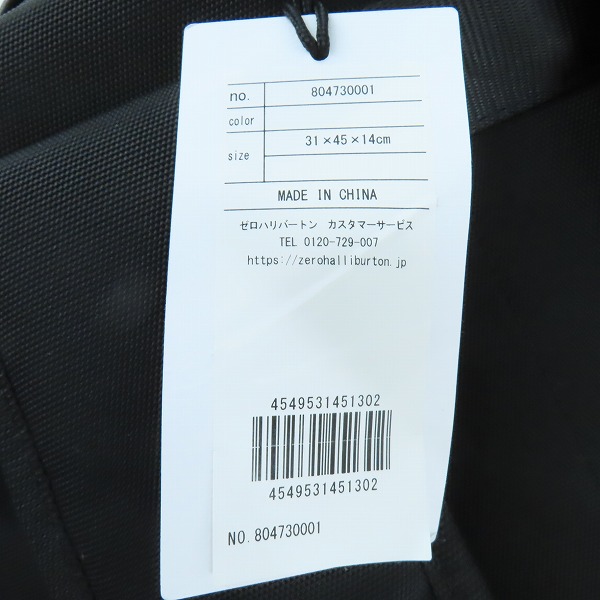 no. 804730001
color
size 31×45×14cm
MADE IN CHINA
ゼロハリバートン カスタマーサービス
TEL 0120-729-007
https://zerohalliburton.jp
4549531451302
4549531451302
NO. 804730001